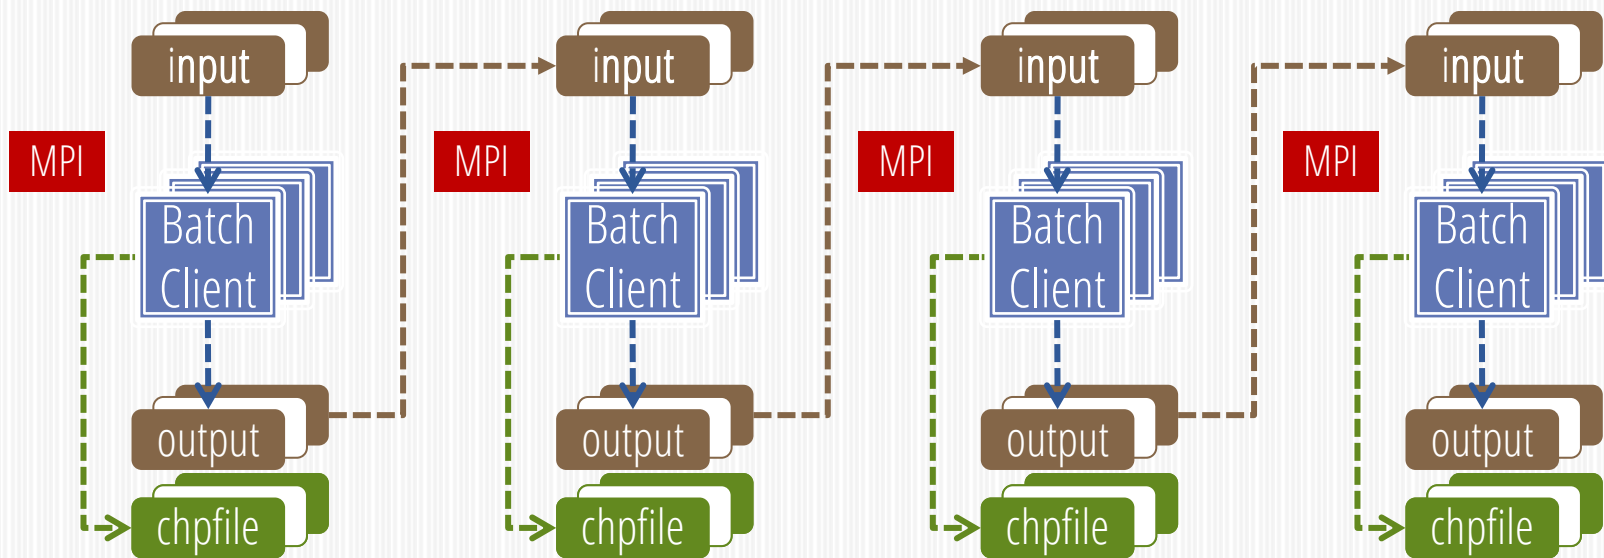 input
input
input
input
MPI
MPI
MPI
MPI
Batch
Client
Batch
Client
Batch
Client
Batch
Client
output
output
output
output
chpfile
chpfile
chpfile
chpfile